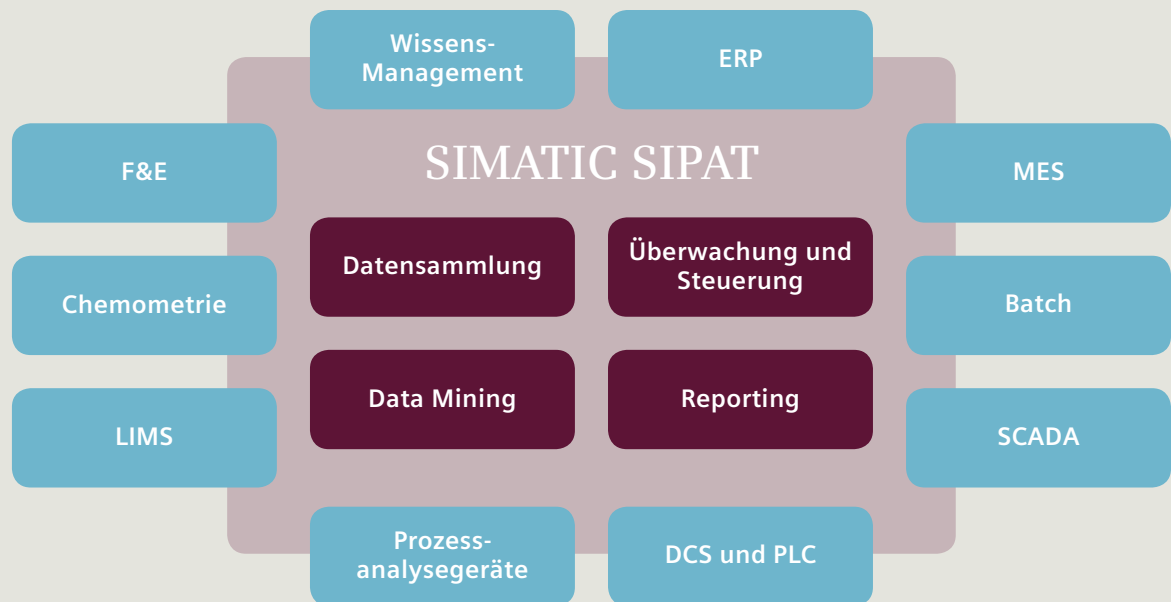 Wissens-
Management
ERP
F&E
SIMATIC SIPAT
MES
Datensammlung
Überwachung und
Steuerung
Chemometrie
Batch
Data Mining
Reporting
LIMS
SCADA
Prozess-
analysegeräte
DCS und PLC